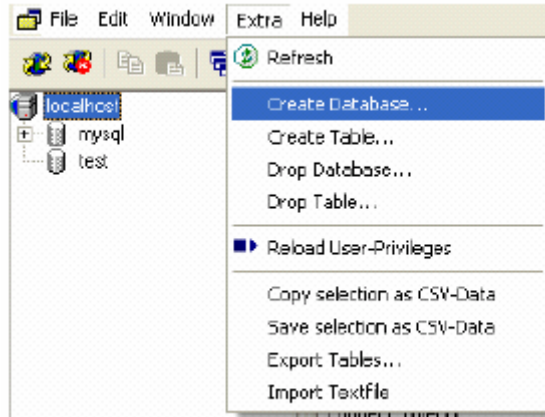 File Edit Window Extra Help
localhost
mysql
test
Refresh
Create Database...
Create Table...
Drop Database...
Drop Table...
Reload User-Privileges
Copy selection as CSV-Data
Save selection as CSV-Data
Export Tables...
Import Textfile